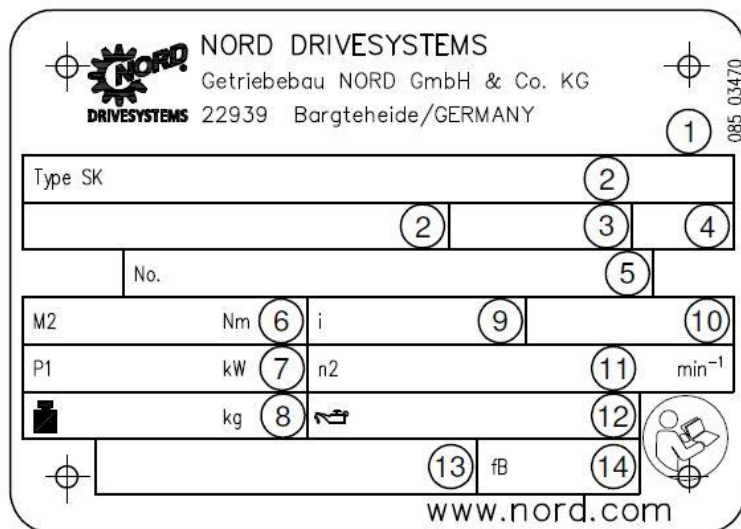 NORD DRIVESYSTEMS
NORD®
Getriebebau NORD GmbH & Co. KG
DRIVESYSTEMS 22939 Bargteheide/GERMANY
085 03470
1
Type SK 2
2 3 4
No. 5
M2 Nm 6 i 9 10
P1 kW 7 n2 11 min⁻¹
kg 8 12
13 fB 14
www.nord.com